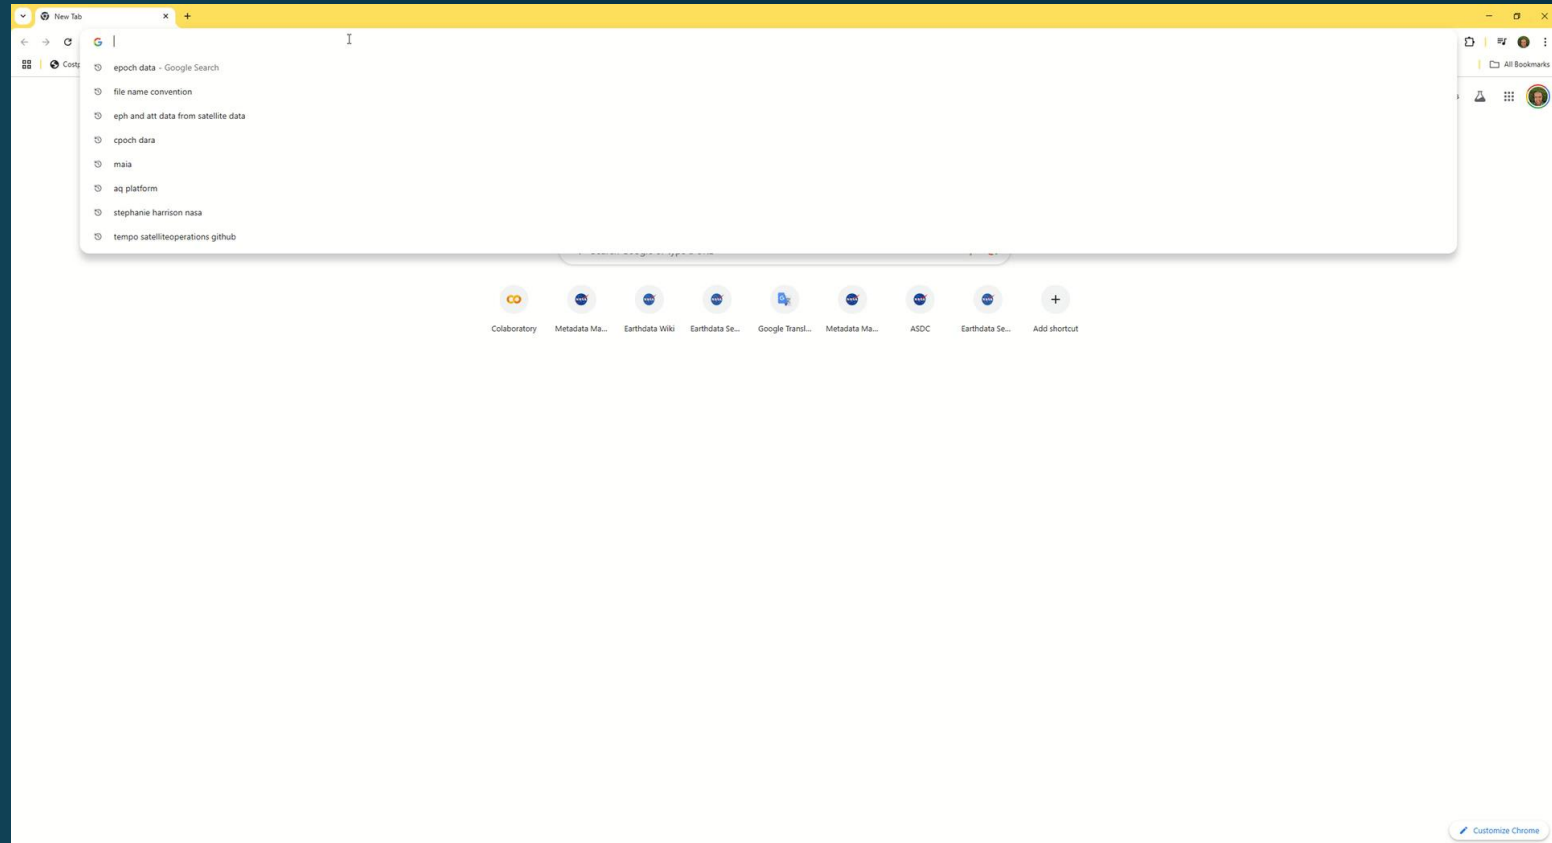 New Tab
Costp
All Bookmarks
epoch data - Google Search
file name convention
eph and att data from satellite data
cpoch dara
maia
aq platform
stephanie harrison nasa
tempo satelliteoperations github
Colaboratory
Metadata Ma...
Earthdata Wiki
Earthdata Se...
Google Transl...
Metadata Ma...
ASDC
Earthdata Se...
Add shortcut
Customize Chrome